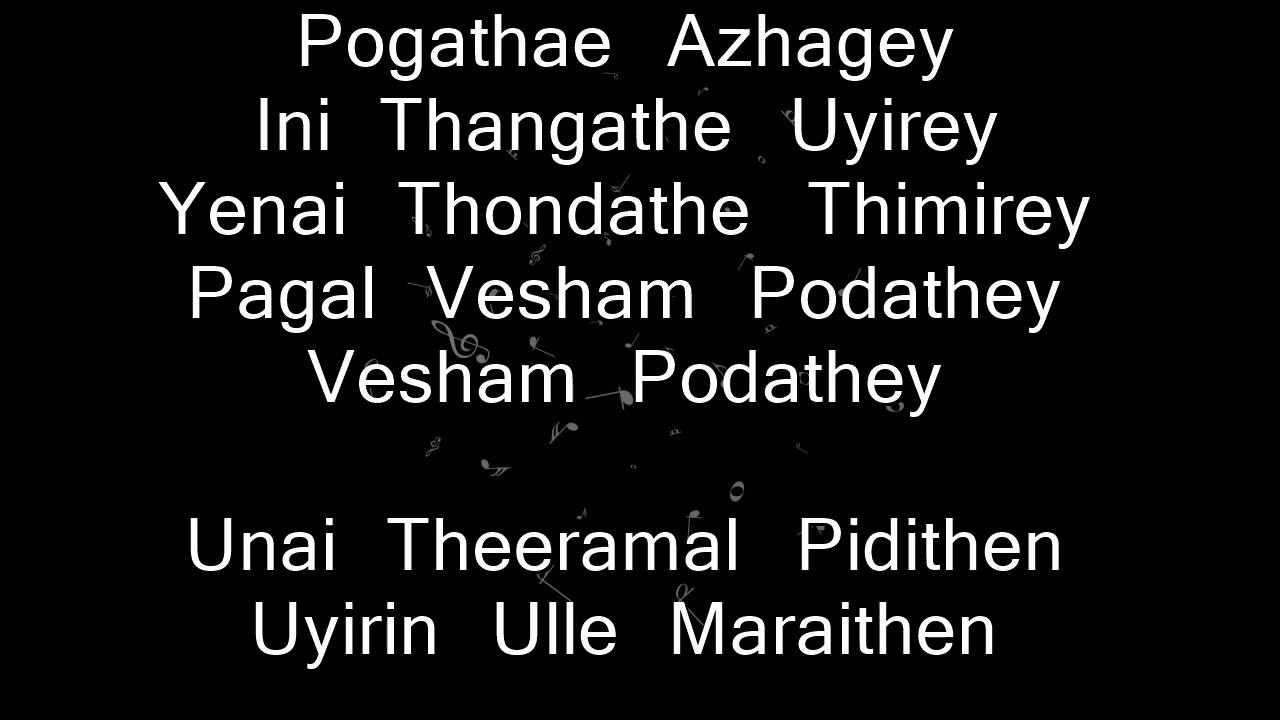 Pogathae Azhagey
Ini Thangathe Uyirey
Yenai Thondathe Thimirey
Pagal Vesham Podathey
Vesham Podathey
Unai Theeramal Pidithen
Uyirin Ulle Maraithen